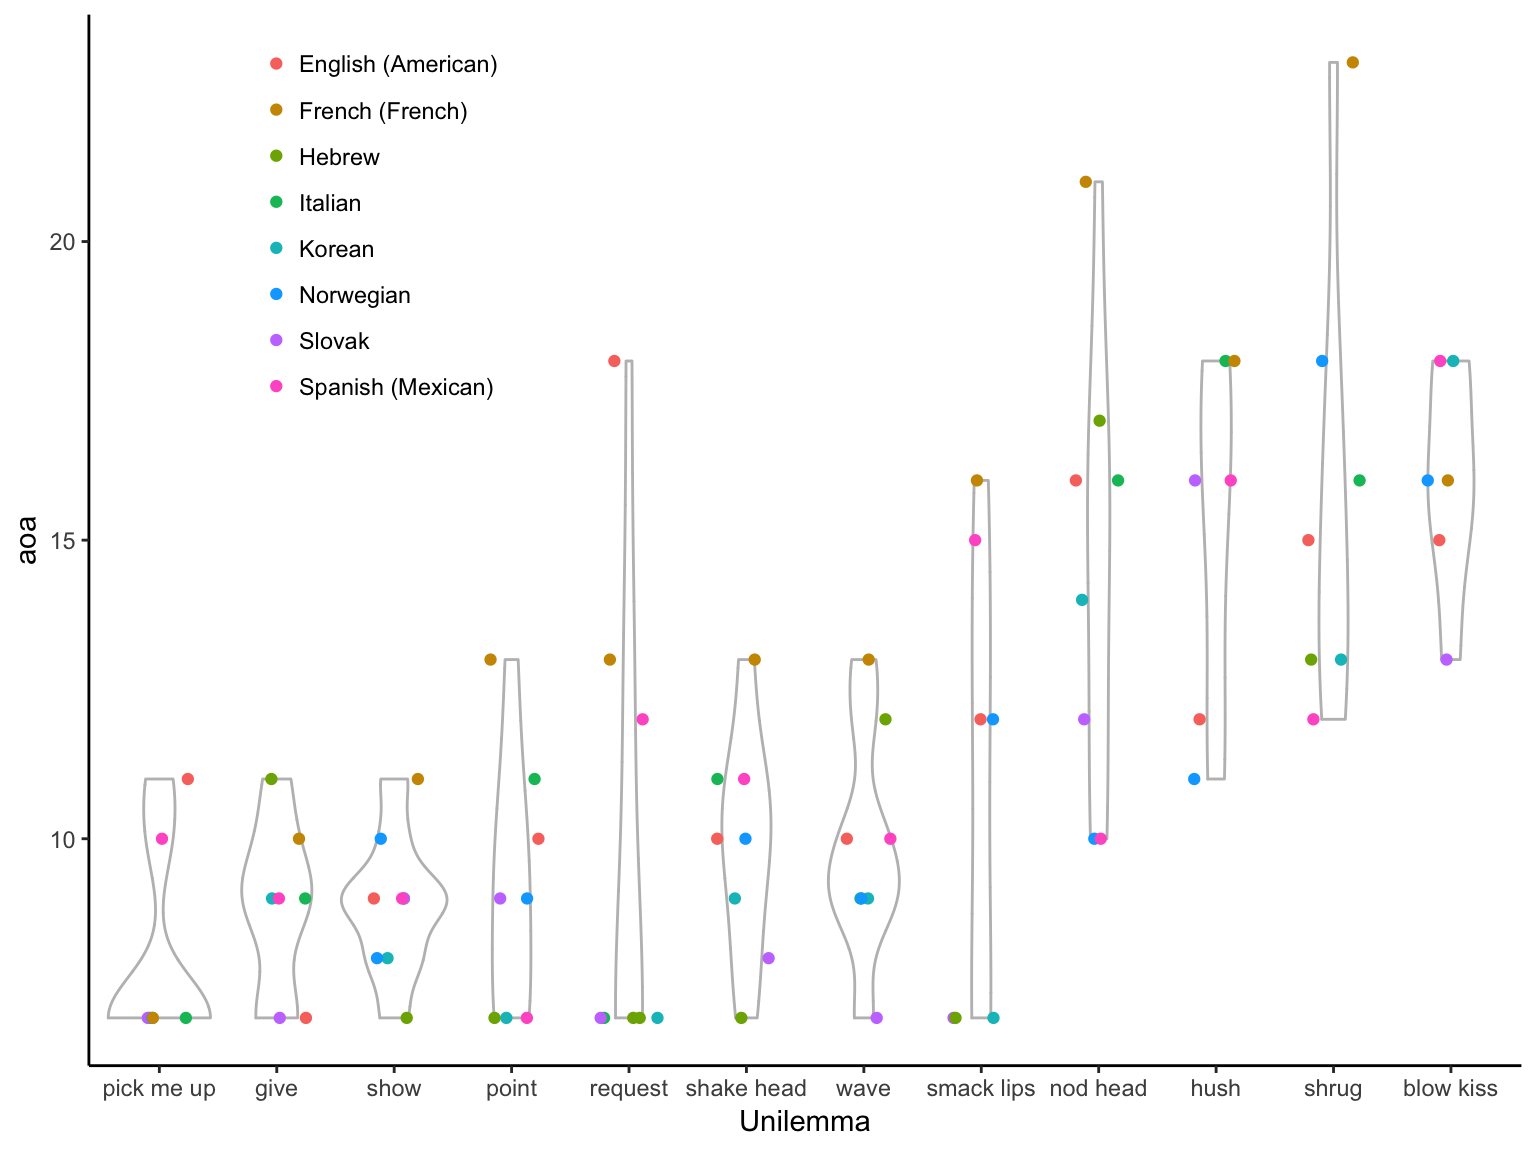 English (American)
French (French)
Hebrew
Italian
Korean
Norwegian
Slovak
Spanish (Mexican)
20
15
10
aoa
pick me up give show point request shake head wave smack lips nod head hush shrug blow kiss
Unilemma